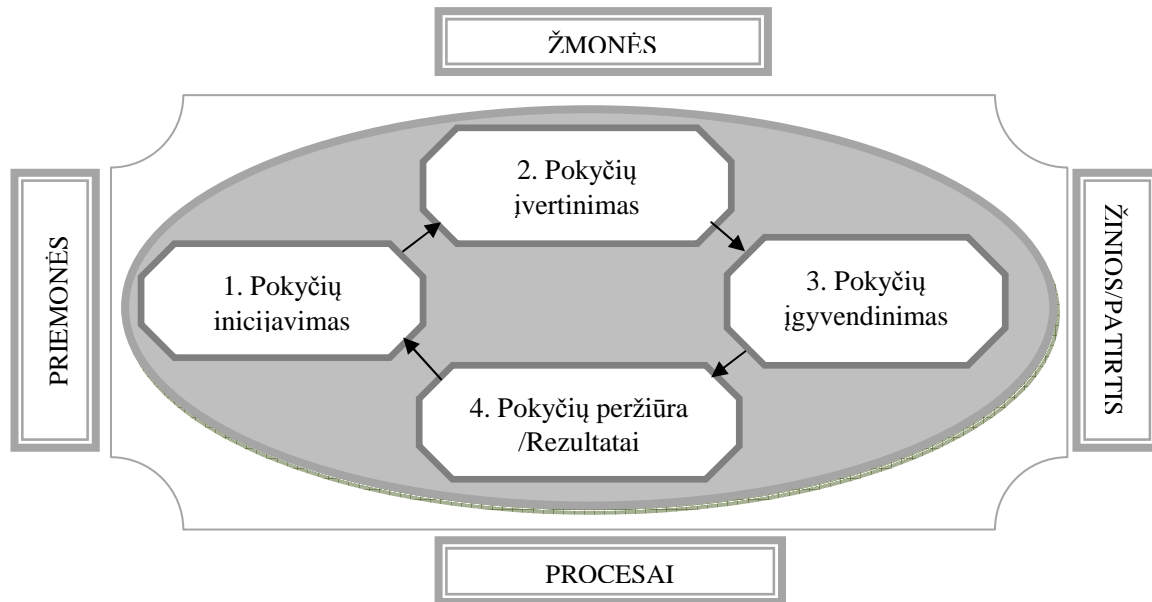 ŽMONĖS
PRIEMONĖS
2. Pokyčių
įvertinimas
1. Pokyčių
inicijavimas
3. Pokyčių
įgyvendinimas
4. Pokyčių peržiūra
/Rezultatai
ŽINIOS/PATIRTIS
PROCESAI